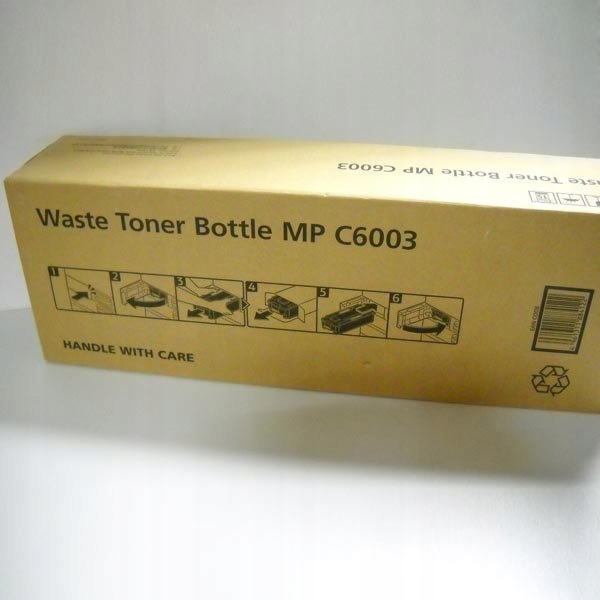 Waste Toner Bottle MP C6003
Waste Toner Bottle MP C6003
1 2 3 4 5 6
HANDLE WITH CARE